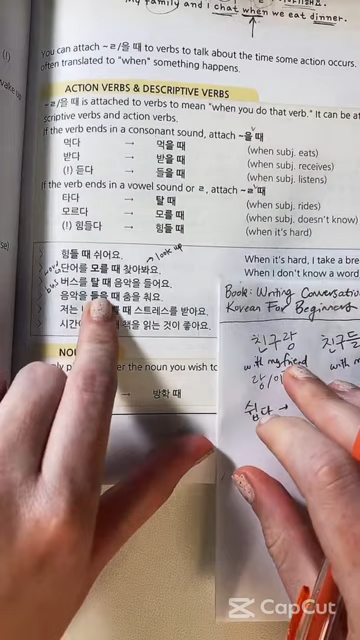 My family and I chat when we eat dinner.
You can attach ~ㄹ/을 때 to verbs to talk about the time some action occurs.
often translated to "when" something happens.
ACTION VERBS & DESCRIPTIVE VERBS
~ㄹ/을 때 is attached to verbs to mean "when you do that verb." It can be at
scriptive verbs and action verbs.
If the verb ends in a consonant sound, attach ~을 때
먹다 → 먹을 때 (when subj. eats)
받다 → 받을 때 (when subj. receives)
(!) 듣다 → 들을 때 (when subj. listens)
If the verb ends in a vowel sound or ㄹ, attach ~ㄹ 때
타다 → 탈 때 (when subj. rides)
모르다 → 모를 때 (when subj. doesn't know)
(!) 힘들다 → 힘들 때 (when it's hard)
힘들 때 쉬어요. → look up When it's hard, I take a bre
word 단어를 모를 때 찾아봐요. When I don't know a word
bus 버스를 탈 때 음악을 들어요.
음악을 들을 때 춤을 춰요.
저는 때 스트레스를 받아요.
시간 책을 읽는 것이 좋아요.
NOU
the noun you wish to
→ 방학 때
Book: Writing Conversatio
Korean For Beginners
친구랑 친구들
with my friend with m
랑/이
쉽다 →
CapCut